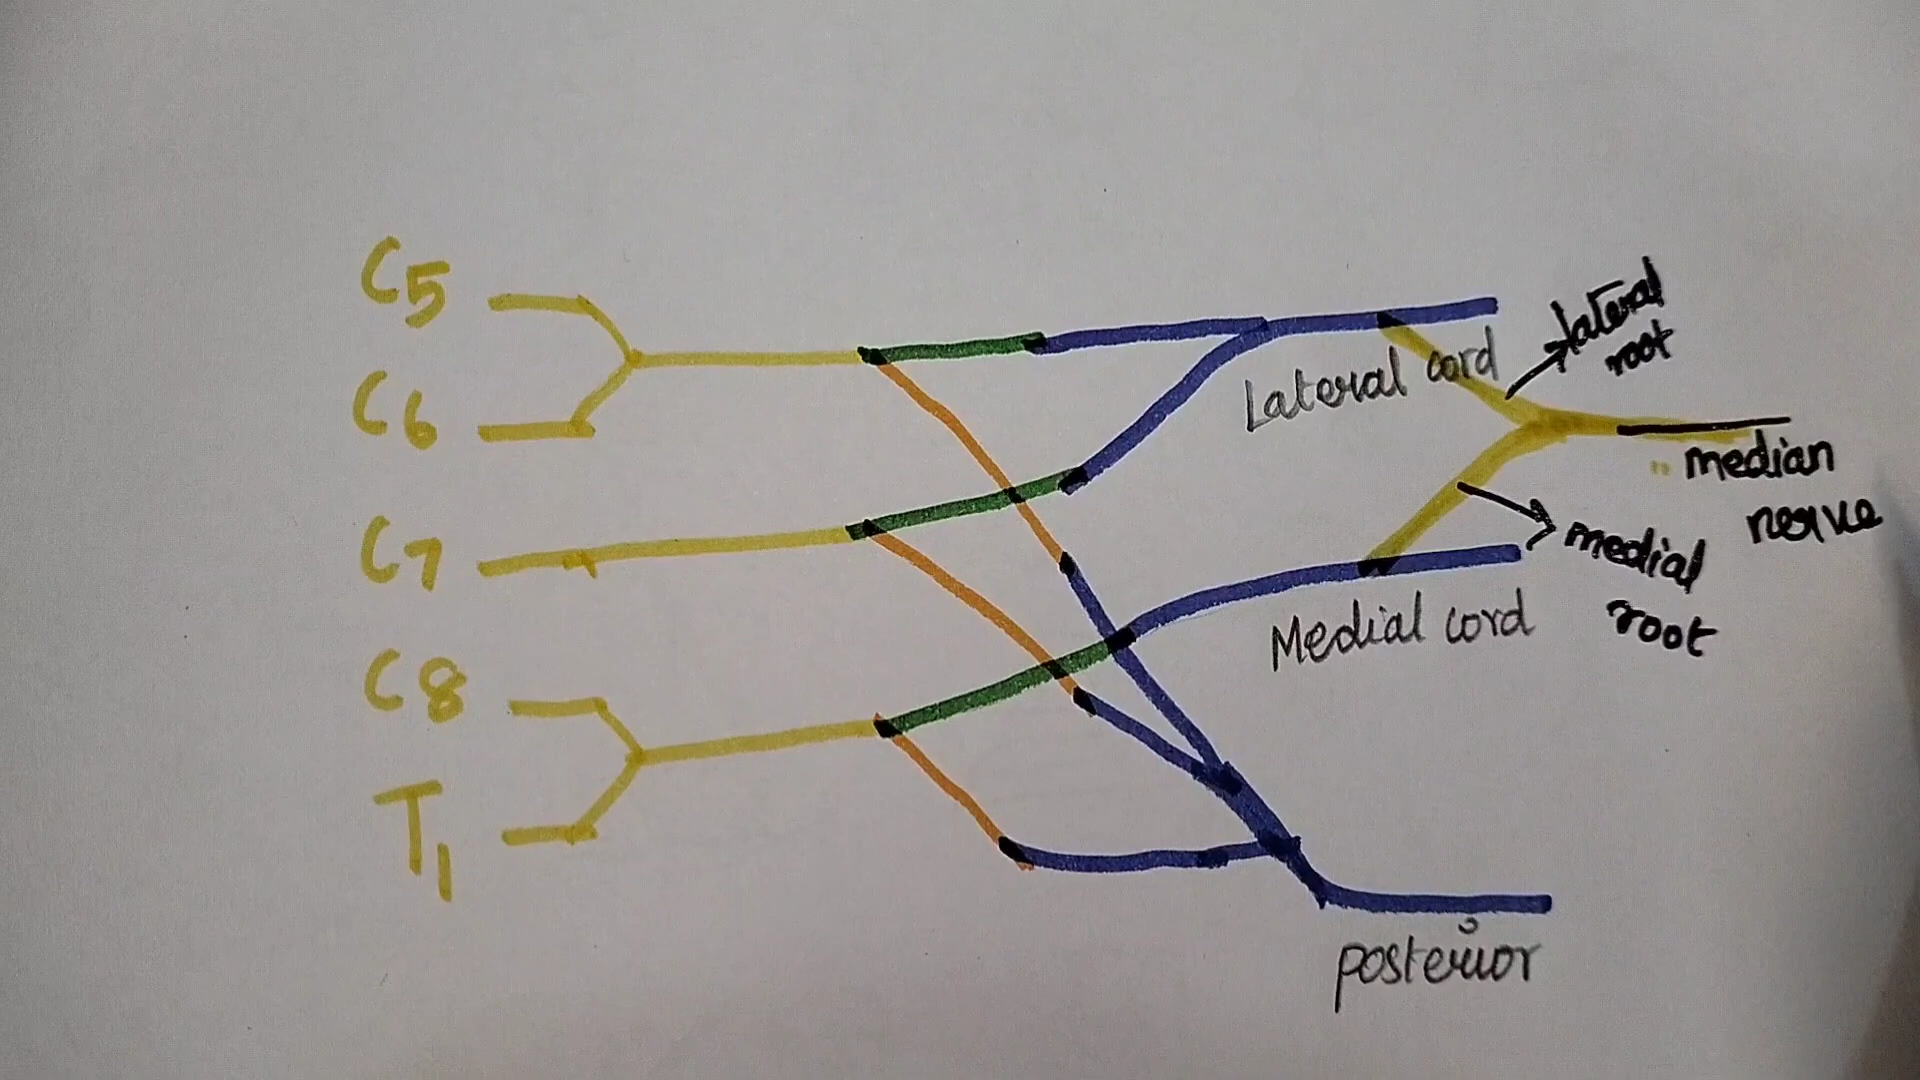 C5
C6
C7
C8
T1
Lateral cord
lateral
root
median
nerve
medial
root
Medial cord
posterior